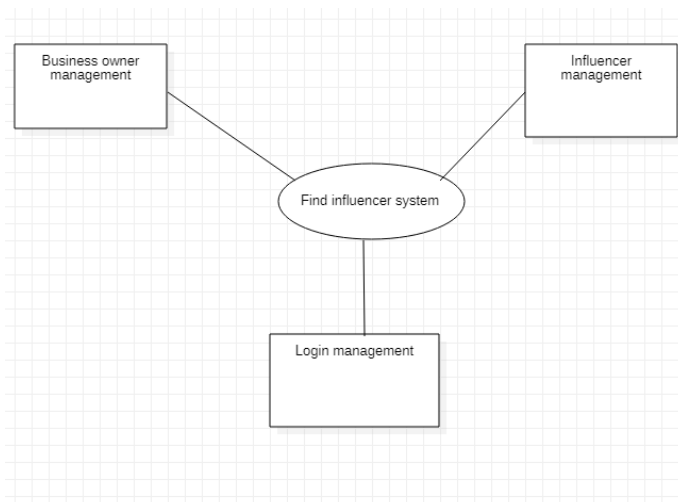 Business owner
management
Influencer
management
Find influencer system
Login management